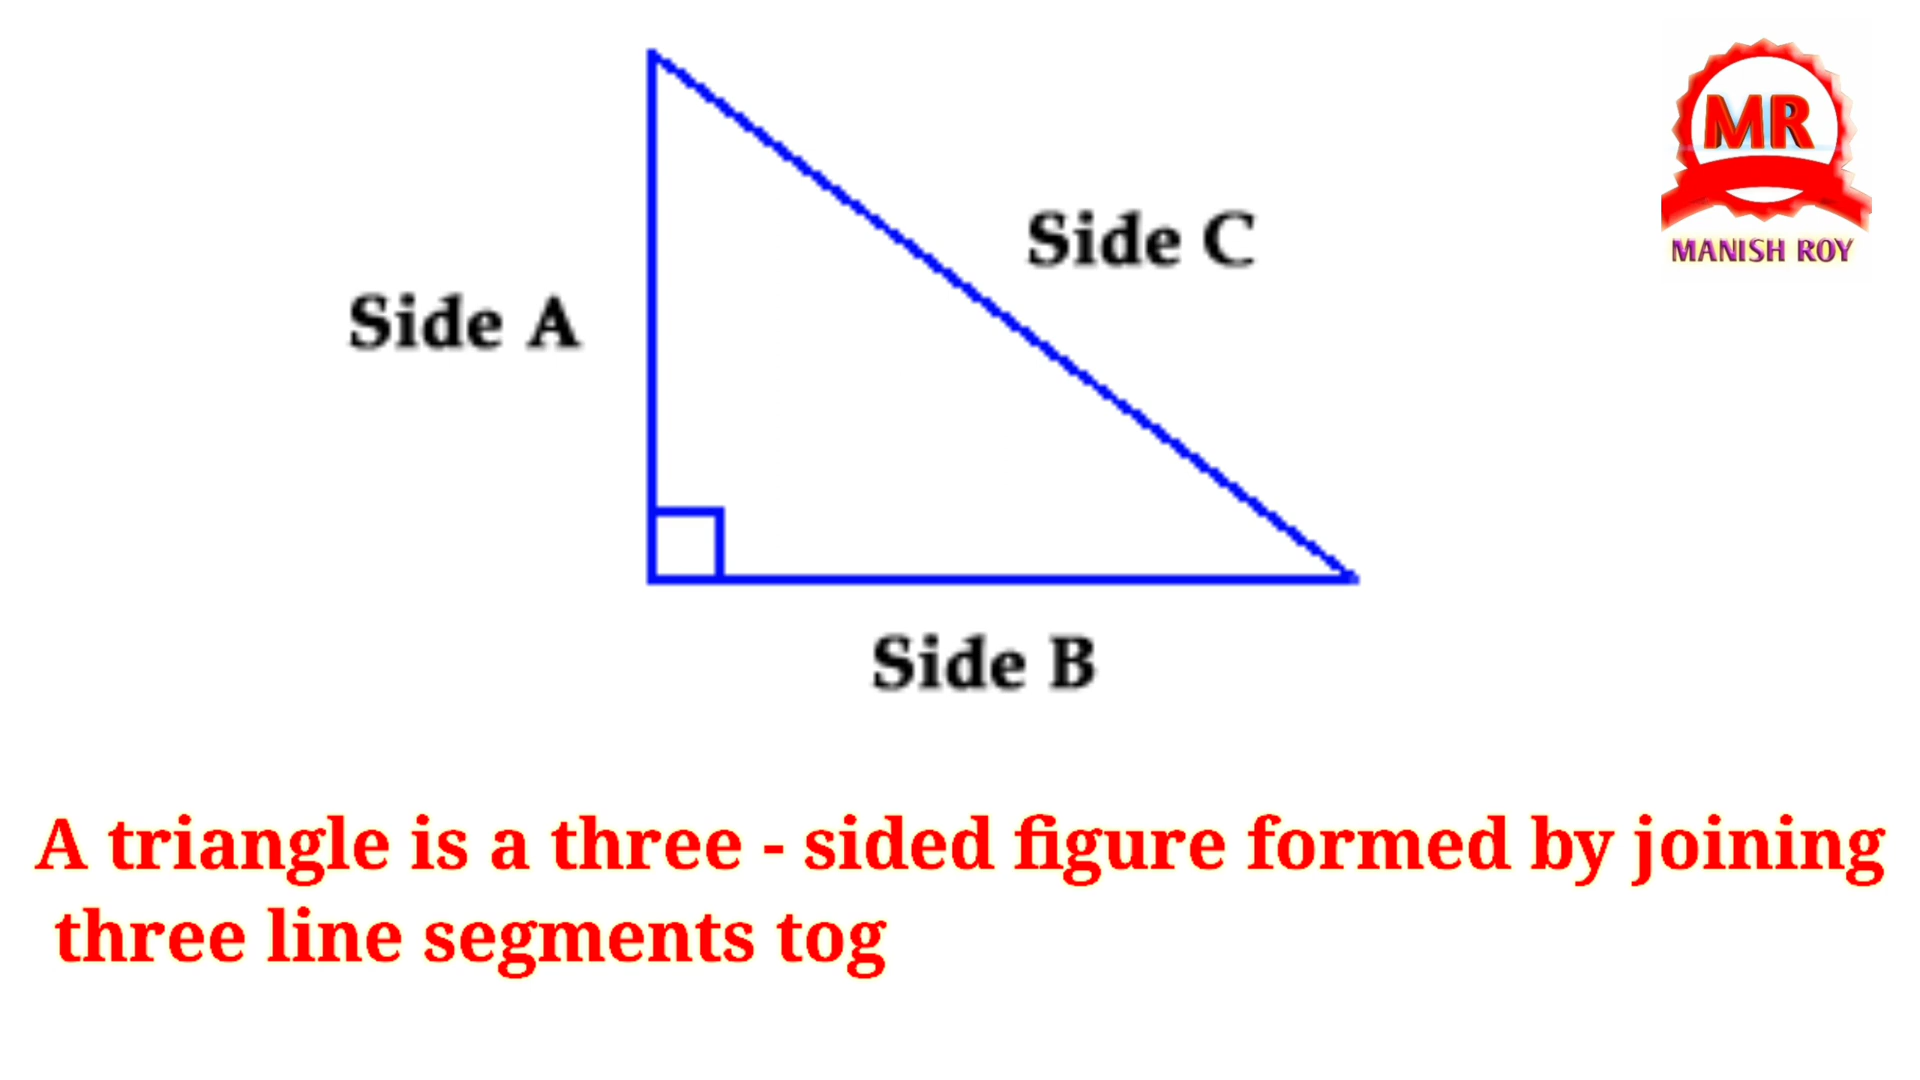 MR
MANISH ROY
Side C
Side A
Side B
A triangle is a three - sided figure formed by joining
three line segments tog